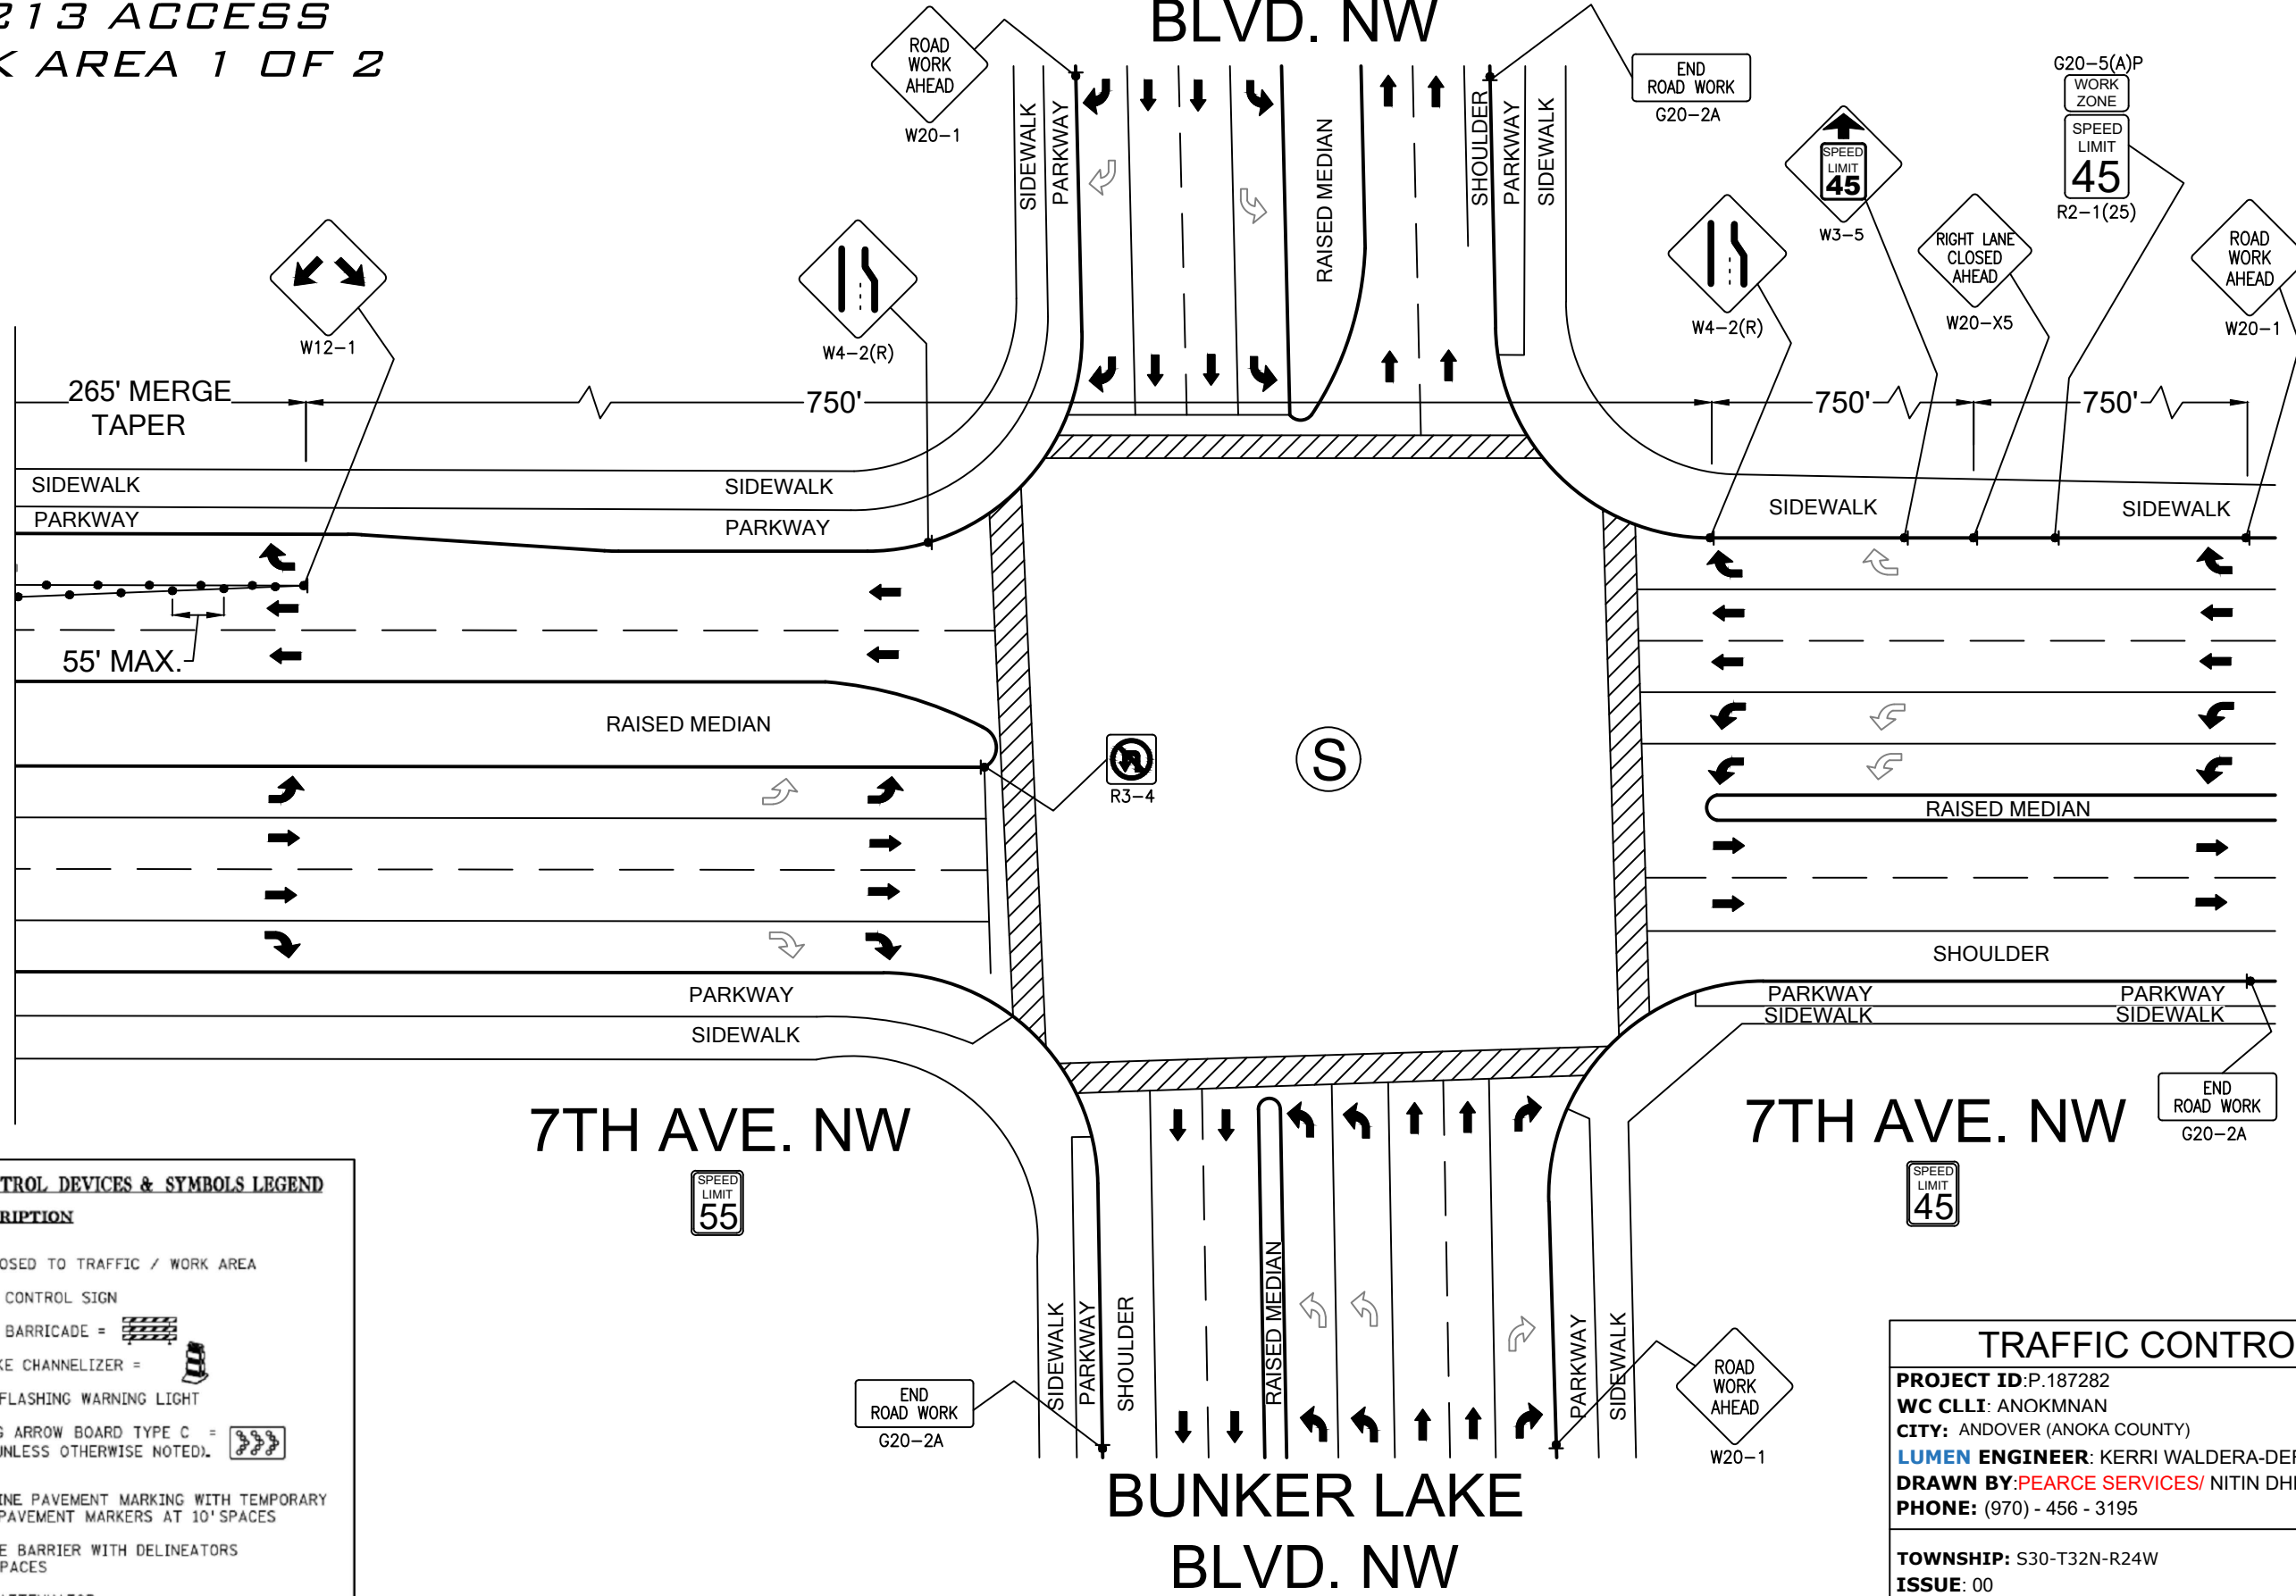 213 ACCESS
AREA 1 OF 2
BLVD. NW
ROAD
WORK
AHEAD
W20-1
END
ROAD WORK
G20-2A
G20-5(A)P
WORK
ZONE
SPEED
LIMIT
45
R2-1(25)
SPEED
LIMIT
45
W3-5
RIGHT LANE
CLOSED
AHEAD
W20-X5
ROAD
WORK
AHEAD
W20-1
W12-1
W4-2(R)
W4-2(R)
SIDEWALK
PARKWAY
RAISED MEDIAN
SHOULDER
PARKWAY
SIDEWALK
265' MERGE
TAPER
750'
750'
750'
SIDEWALK
SIDEWALK
PARKWAY
PARKWAY
SIDEWALK
SIDEWALK
55' MAX.
RAISED MEDIAN
R3-4
S
RAISED MEDIAN
SHOULDER
PARKWAY
SIDEWALK
PARKWAY
SIDEWALK
PARKWAY
SIDEWALK
7TH AVE. NW
SPEED
LIMIT
55
7TH AVE. NW
SPEED
LIMIT
45
END
ROAD WORK
G20-2A
TROL DEVICES & SYMBOLS LEGEND
RIPTION
OSED TO TRAFFIC / WORK AREA
CONTROL SIGN
BARRICADE =
KE CHANNELIZER =
FLASHING WARNING LIGHT
G ARROW BOARD TYPE C =
UNLESS OTHERWISE NOTED).
INE PAVEMENT MARKING WITH TEMPORARY
PAVEMENT MARKERS AT 10' SPACES
E BARRIER WITH DELINEATORS
PACES
SIDEWALK
PARKWAY
SHOULDER
RAISED MEDIAN
PARKWAY
SIDEWALK
END
ROAD WORK
G20-2A
ROAD
WORK
AHEAD
W20-1
BUNKER LAKE
BLVD. NW
TRAFFIC CONTRO
PROJECT ID:P.187282
WC CLLI: ANOKMNAN
CITY: ANDOVER (ANOKA COUNTY)
LUMEN ENGINEER: KERRI WALDERA-DEF
DRAWN BY:PEARCE SERVICES/ NITIN DH
PHONE: (970) - 456 - 3195
TOWNSHIP: S30-T32N-R24W
ISSUE: 00